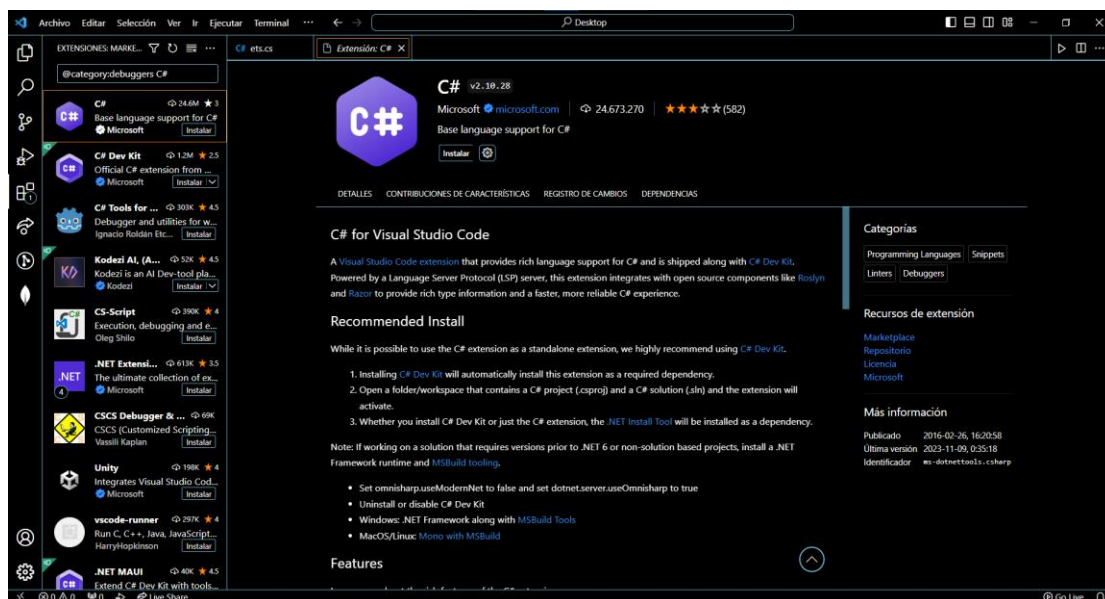 Archivo Editar Selección Ver Ir Ejecutar Terminal ··· Desktop
EXTENSIONES: MARKE...
@category:debuggers C#
C# 24.6M 3
Base language support for C#
Microsoft Instalar
C# Dev Kit 1.2M 2.5
Official C# extension from ...
Microsoft Instalar
C# Tools for ... 303K 4.5
Debugger and utilities for w...
Ignacio Roldán Etc... Instalar
Kodezi AI, (A... 52K 4.5
Kodezi is an AI Dev-tool pla...
Kodezi Instalar
CS-Script 390K 4
Execution, debugging and e...
Oleg Shilo Instalar
.NET Extensi... 613K 3.5
The ultimate collection of ex...
Microsoft Instalar
.NET
4
CSCS Debugger & ... 69K
CSCS (Customized Scripting...
Vassili Kaplan Instalar
Unity 198K 4
Integrates Visual Studio Cod...
Microsoft Instalar
vscode-runner 297K 4
Run C, C++, Java, JavaScript...
HarryHopkinson Instalar
.NET MAUI 40K 4.5
Extend C# Dev Kit with tools...
C# ets.cs
Extensión: C#
C#
C# v2.10.28
Microsoft microsoft.com 24.673.270 (582)
Base language support for C#
Instalar
DETALLES CONTRIBUCIONES DE CARACTERÍSTICAS REGISTRO DE CAMBIOS DEPENDENCIAS
C# for Visual Studio Code
A Visual Studio Code extension that provides rich language support for C# and is shipped along with C# Dev Kit.
Powered by a Language Server Protocol (LSP) server, this extension integrates with open source components like Roslyn
and Razor to provide rich type information and a faster, more reliable C# experience.
Recommended Install
While it is possible to use the C# extension as a standalone extension, we highly recommend using C# Dev Kit.
1. Installing C# Dev Kit will automatically install this extension as a required dependency.
2. Open a folder/workspace that contains a C# project (.csproj) and a C# solution (.sln) and the extension will
activate.
3. Whether you install C# Dev Kit or just the C# extension, the .NET Install Tool will be installed as a dependency.
Note: If working on a solution that requires versions prior to .NET 6 or non-solution based projects, install a .NET
Framework runtime and MSBuild tooling.
• Set omnisharp.useModernNet to false and set dotnet.server.useOmnisharp to true
• Uninstall or disable C# Dev Kit
• Windows: .NET Framework along with MSBuild Tools
• MacOS/Linux: Mono with MSBuild
Features
Categorías
Programming Languages Snippets
Linters Debuggers
Recursos de extensión
Marketplace
Repositorio
Licencia
Microsoft
Más información
Publicado 2016-02-26, 16:20:58
Última versión 2023-11-09, 0:35:18
Identificador ms-dotnettools.csharp
0 0 0 Live Share Go Live